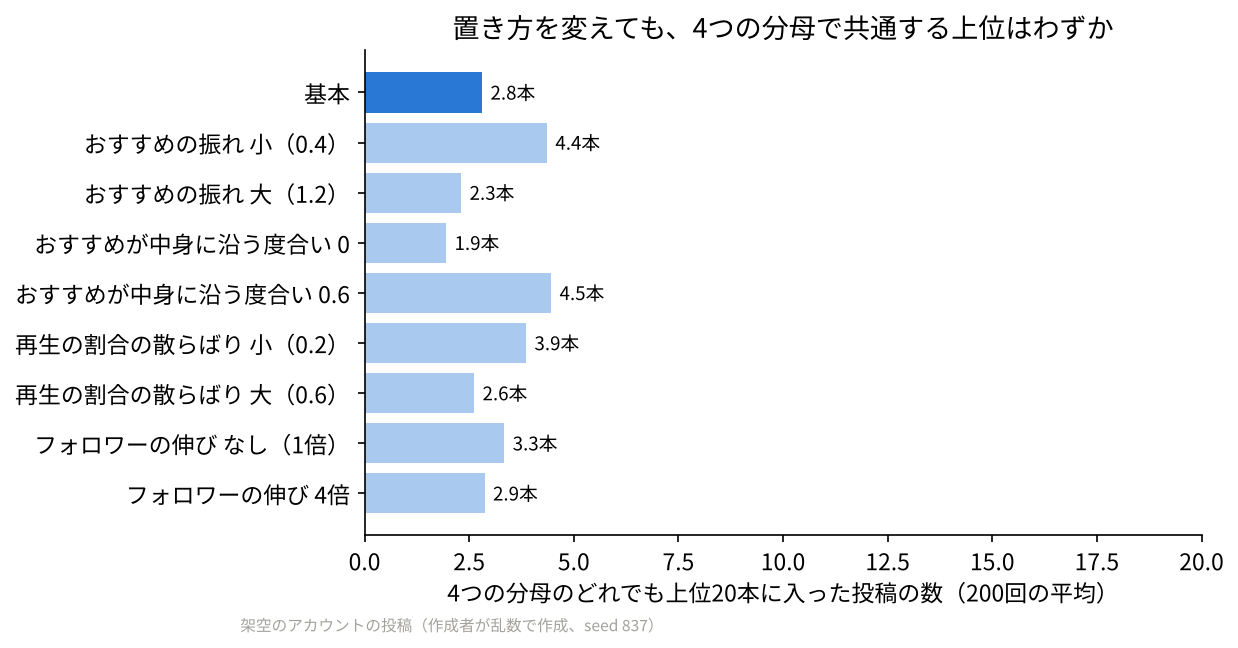 置き方を変えても、4つの分母で共通する上位はわずか
基本
2.8本
おすすめの振れ 小（0.4）
4.4本
おすすめの振れ 大（1.2）
2.3本
おすすめが中身に沿う度合い 0
1.9本
おすすめが中身に沿う度合い 0.6
4.5本
再生の割合の散らばり 小（0.2）
3.9本
再生の割合の散らばり 大（0.6）
2.6本
フォロワーの伸び なし（1倍）
3.3本
フォロワーの伸び 4倍
2.9本
0.0 2.5 5.0 7.5 10.0 12.5 15.0 17.5 20.0
4つの分母のどれでも上位20本に入った投稿の数（200回の平均）
架空のアカウントの投稿（作成者が乱数で作成、seed 837）